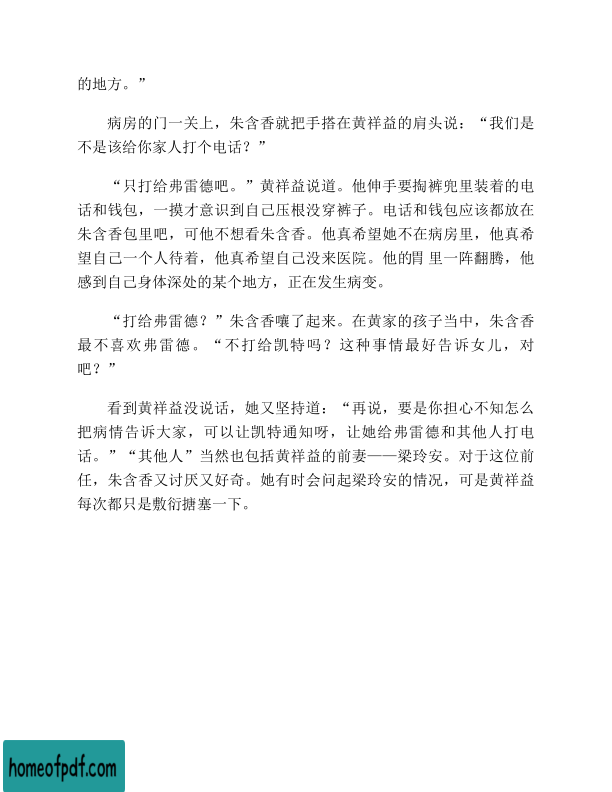 的地方。”
病房的门一关上，朱含香就把手搭在黄祥益的肩头说：“我们是
不是该给你家人打个电话？”
“只打给弗雷德吧。”黄祥益说道。他伸手要掏裤兜里装着的电
话和钱包，一摸才意识到自己压根没穿裤子。电话和钱包应该都放在
朱含香包里吧，可他不想看朱含香。他真希望她不在病房里，他真希
望自己一个人待着，他真希望自己没来医院。他的胃里一阵翻腾，他
感到自己身体深处的某个地方，正在发生病变。
“打给弗雷德？”朱含香嚷了起来。在黄家的孩子当中，朱含香
最不喜欢弗雷德。“不打给凯特吗？这种事情最好告诉女儿，对
吧？”
看到黄祥益没说话，她又坚持道：“再说，要是你担心不知怎么
把病情告诉大家，可以让凯特通知呀，让她给弗雷德和其他人打电
话。”“其他人”当然也包括黄祥益的前妻——梁玲安。对于这位前
任，朱含香又讨厌又好奇。她有时会问起梁玲安的情况，可是黄祥益
每次都只是敷衍搪塞一下。
homeofpdf.com